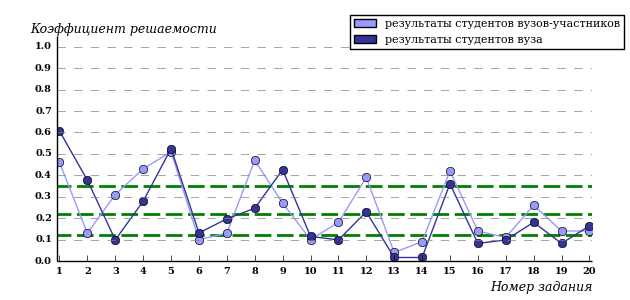 Коэффициент решаемости
результаты студентов вузов-участников
результаты студентов вуза
1.0
0.9
0.8
0.7
0.6
0.5
0.4
0.3
0.2
0.1
0.0
1 2 3 4 5 6 7 8 9 10 11 12 13 14 15 16 17 18 19 20
Номер задания